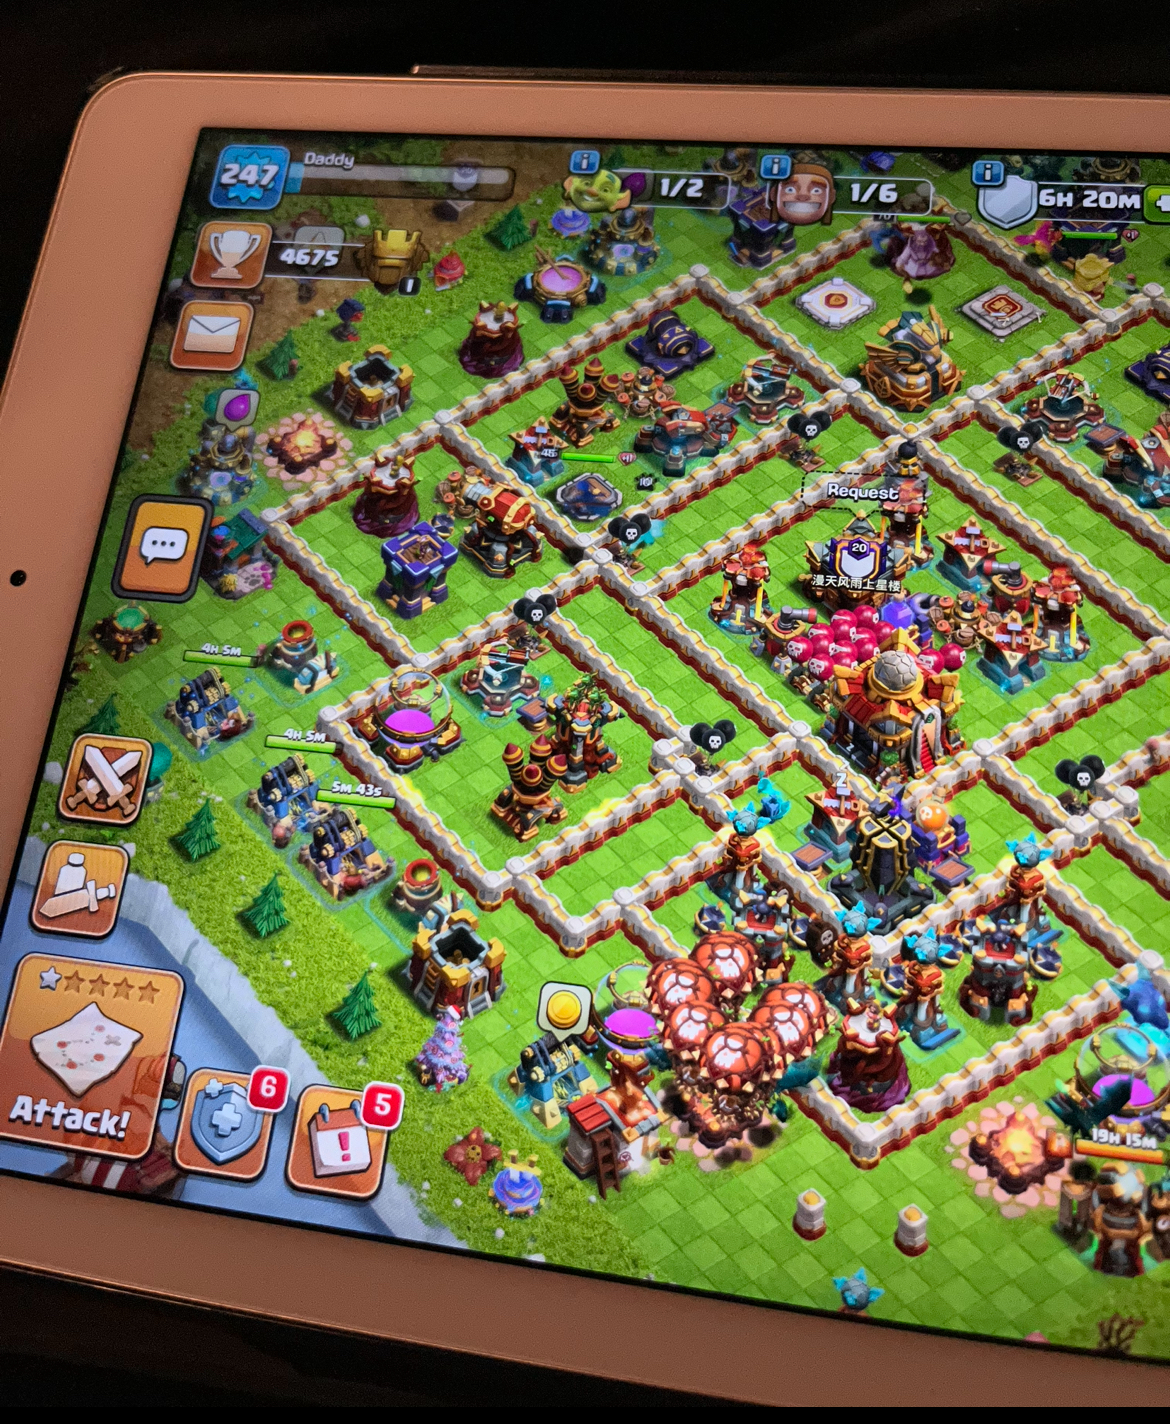 247
Daddy
1/2
1/6
6H 20M
4675
48
Request
20
漫天风雨上星楼
4H 5M
4H 5M
5M 43S
Z
Attack!
6
5
19H 15M